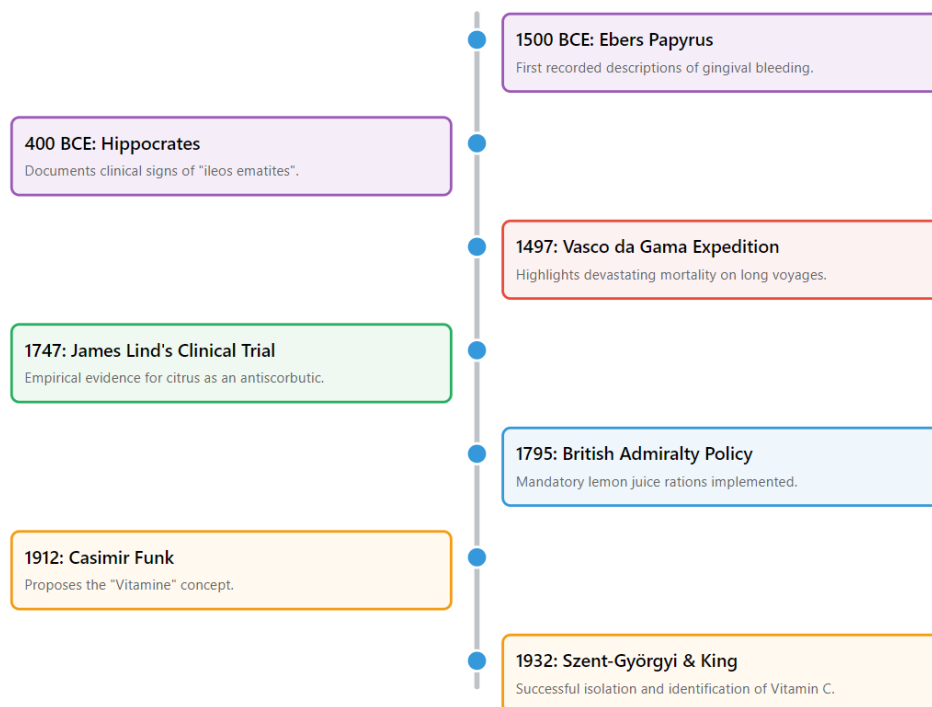 1500 BCE: Ebers Papyrus
First recorded descriptions of gingival bleeding.
400 BCE: Hippocrates
Documents clinical signs of "ileos ematites".
1497: Vasco da Gama Expedition
Highlights devastating mortality on long voyages.
1747: James Lind's Clinical Trial
Empirical evidence for citrus as an antiscorbutic.
1795: British Admiralty Policy
Mandatory lemon juice rations implemented.
1912: Casimir Funk
Proposes the "Vitamine" concept.
1932: Szent-Györgyi & King
Successful isolation and identification of Vitamin C.